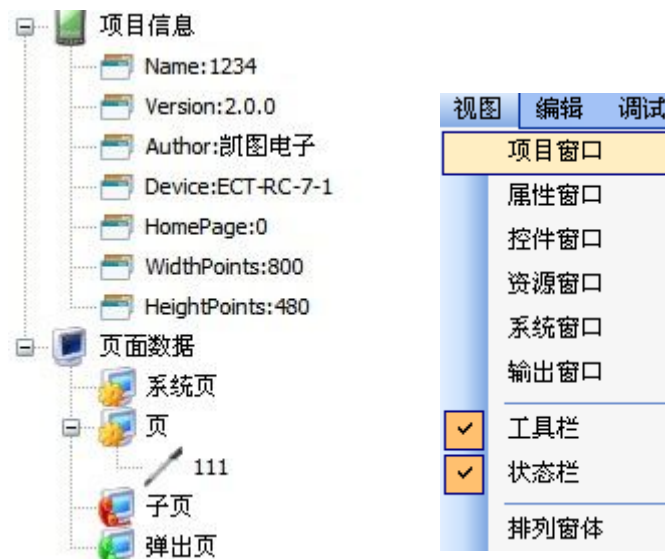 项目信息
Name:1234
Version:2.0.0
Author:凯图电子
Device:ECT-RC-7-1
HomePage:0
WidthPoints:800
HeightPoints:480
页面数据
系统页
页
111
子页
弹出页
视图 编辑 调试
项目窗口
属性窗口
控件窗口
资源窗口
系统窗口
输出窗口
工具栏
状态栏
排列窗体